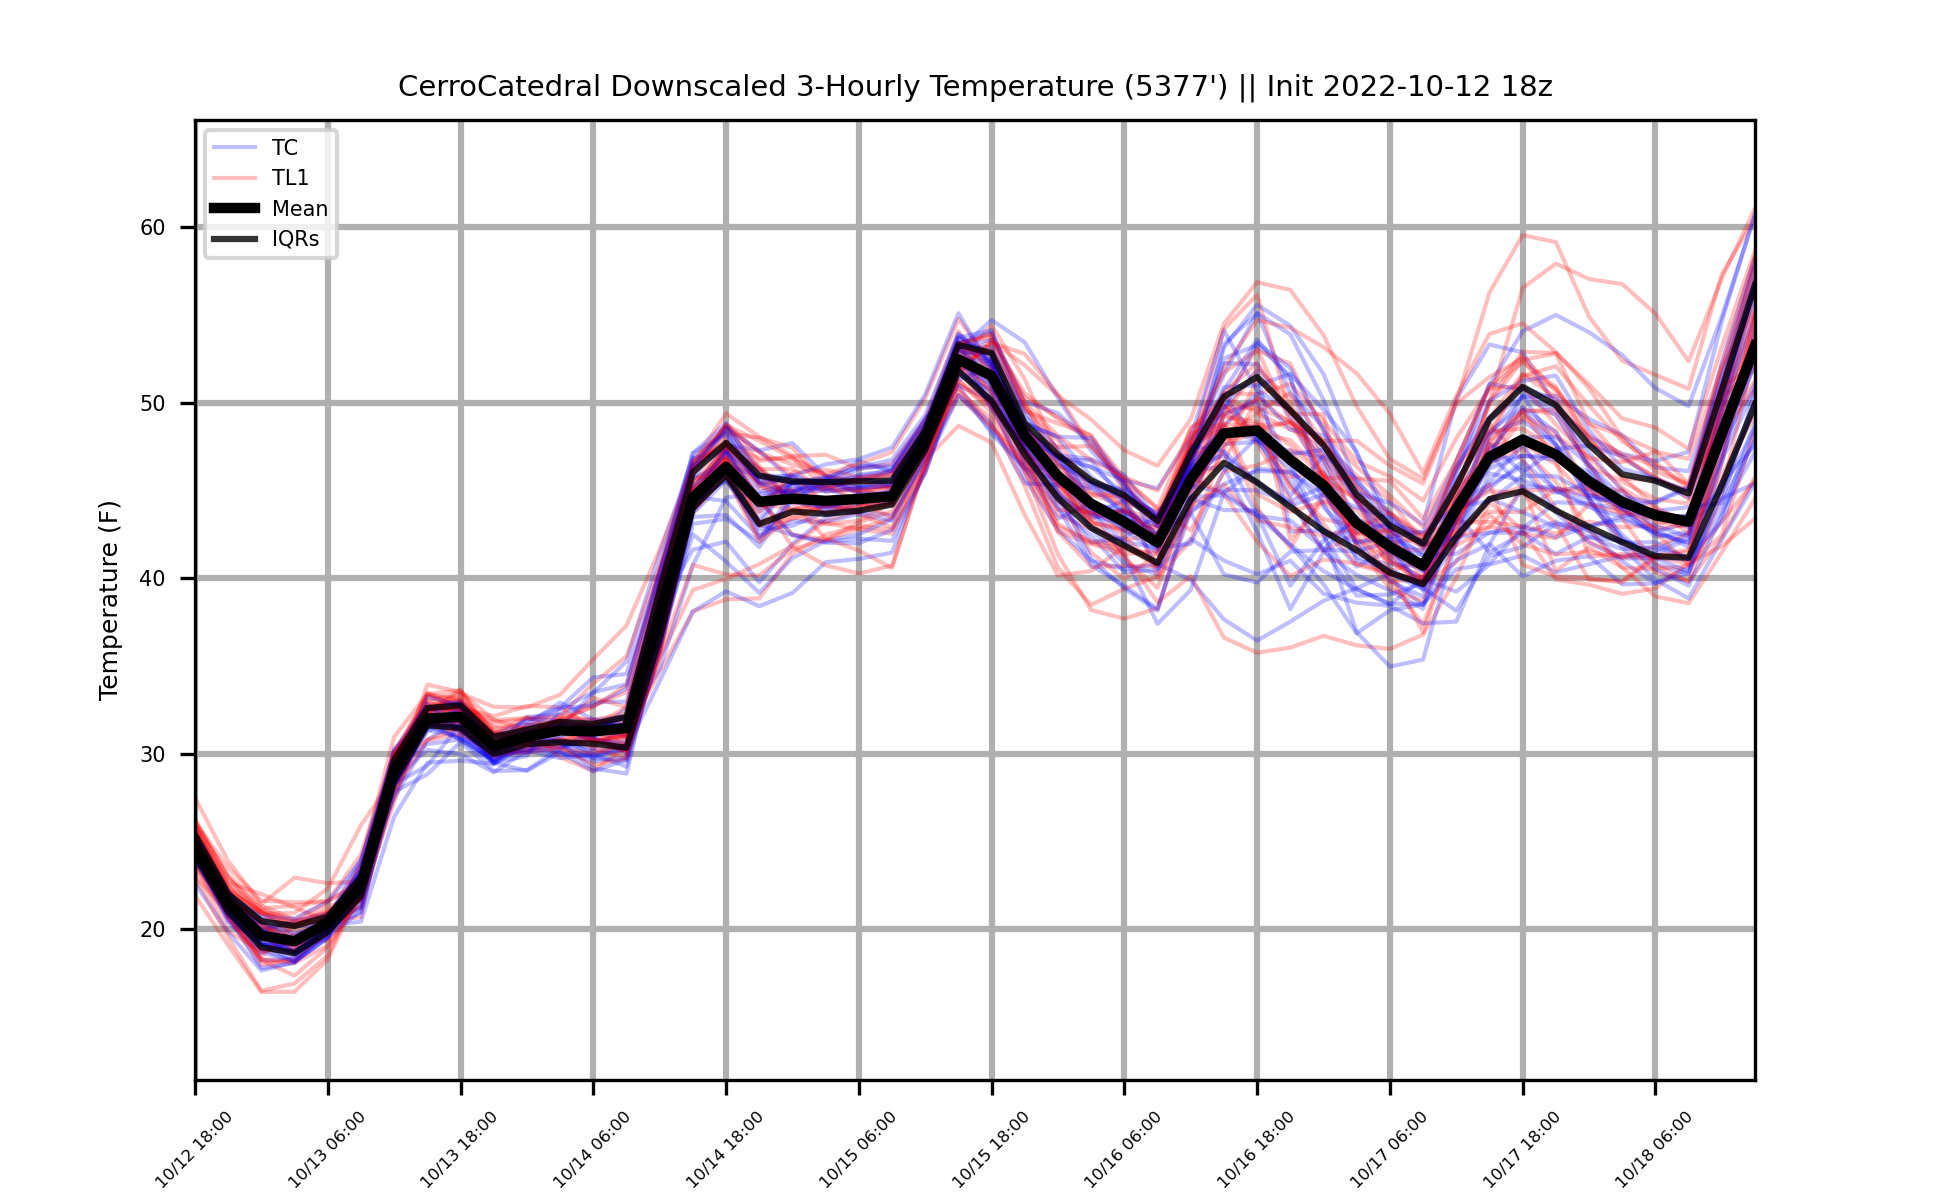 CerroCatedral Downscaled 3-Hourly Temperature (5377') || Init 2022-10-12 18z
TC
TL1
Mean
IQRs
Temperature (F)
60
50
40
30
20
10/12 18:00
10/13 06:00
10/13 18:00
10/14 06:00
10/14 18:00
10/15 06:00
10/15 18:00
10/16 06:00
10/16 18:00
10/17 06:00
10/17 18:00
10/18 06:00